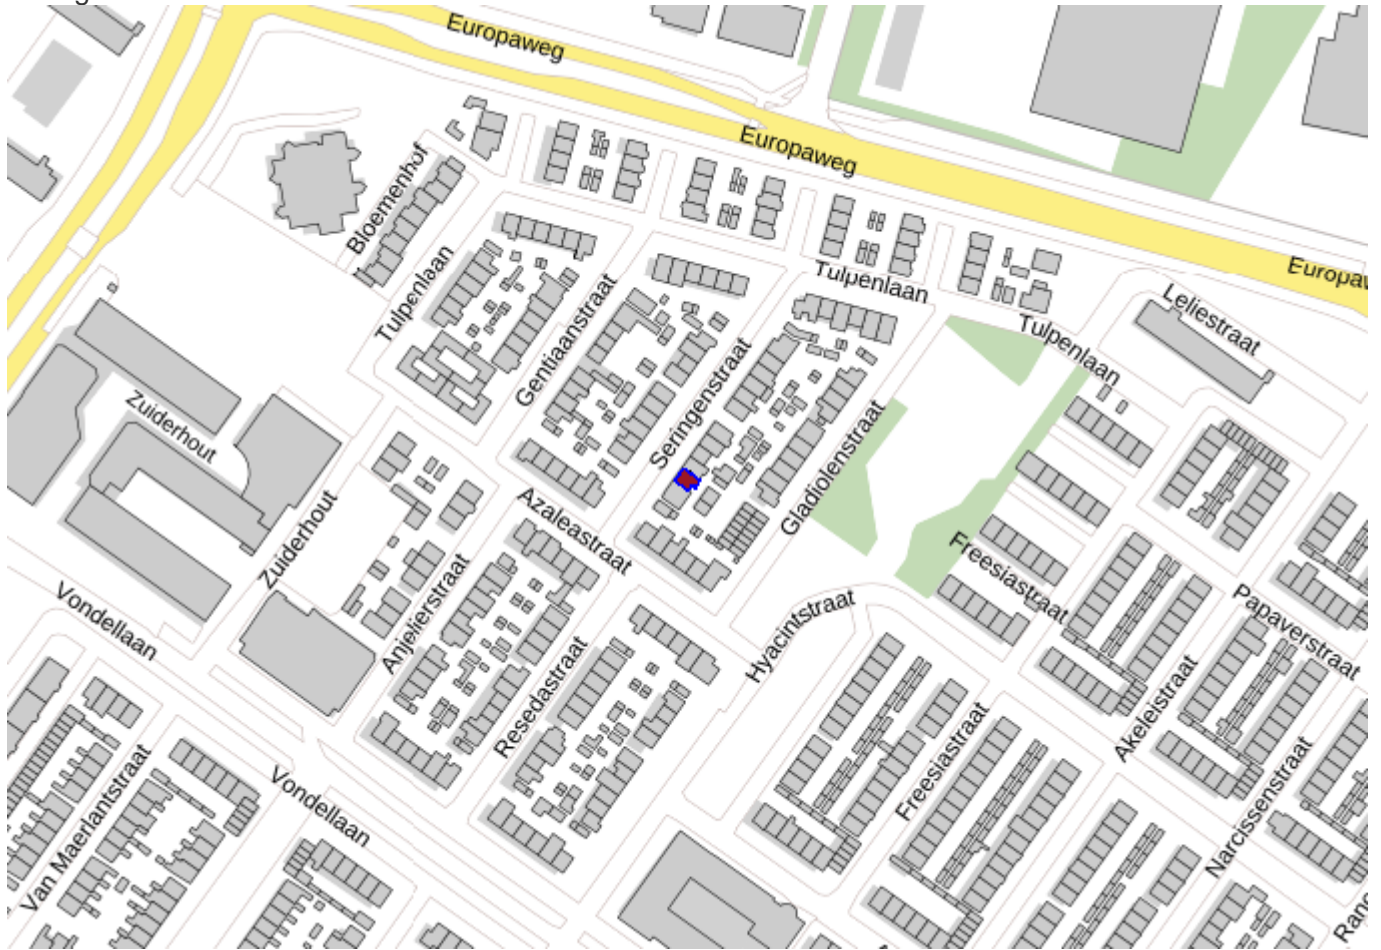 Europaweg
Europaweg
Europaw
Bloemenhof
Tulpenlaan
Tulpenlaan
Leliestraat
Tulpenlaan
Gentiaanstraat
Seringenstraat
Zuiderhout
Gladiolenstraat
Azaleastraat
Zuiderhout
Freesiastraat
Vondellaan
Anjelierstraat
Hyacintstraat
Papaverstraat
Resedastraat
Akeleistraat
Freesiastraat
Vondellaan
Van Maerlantstraat
Narcissenstraat